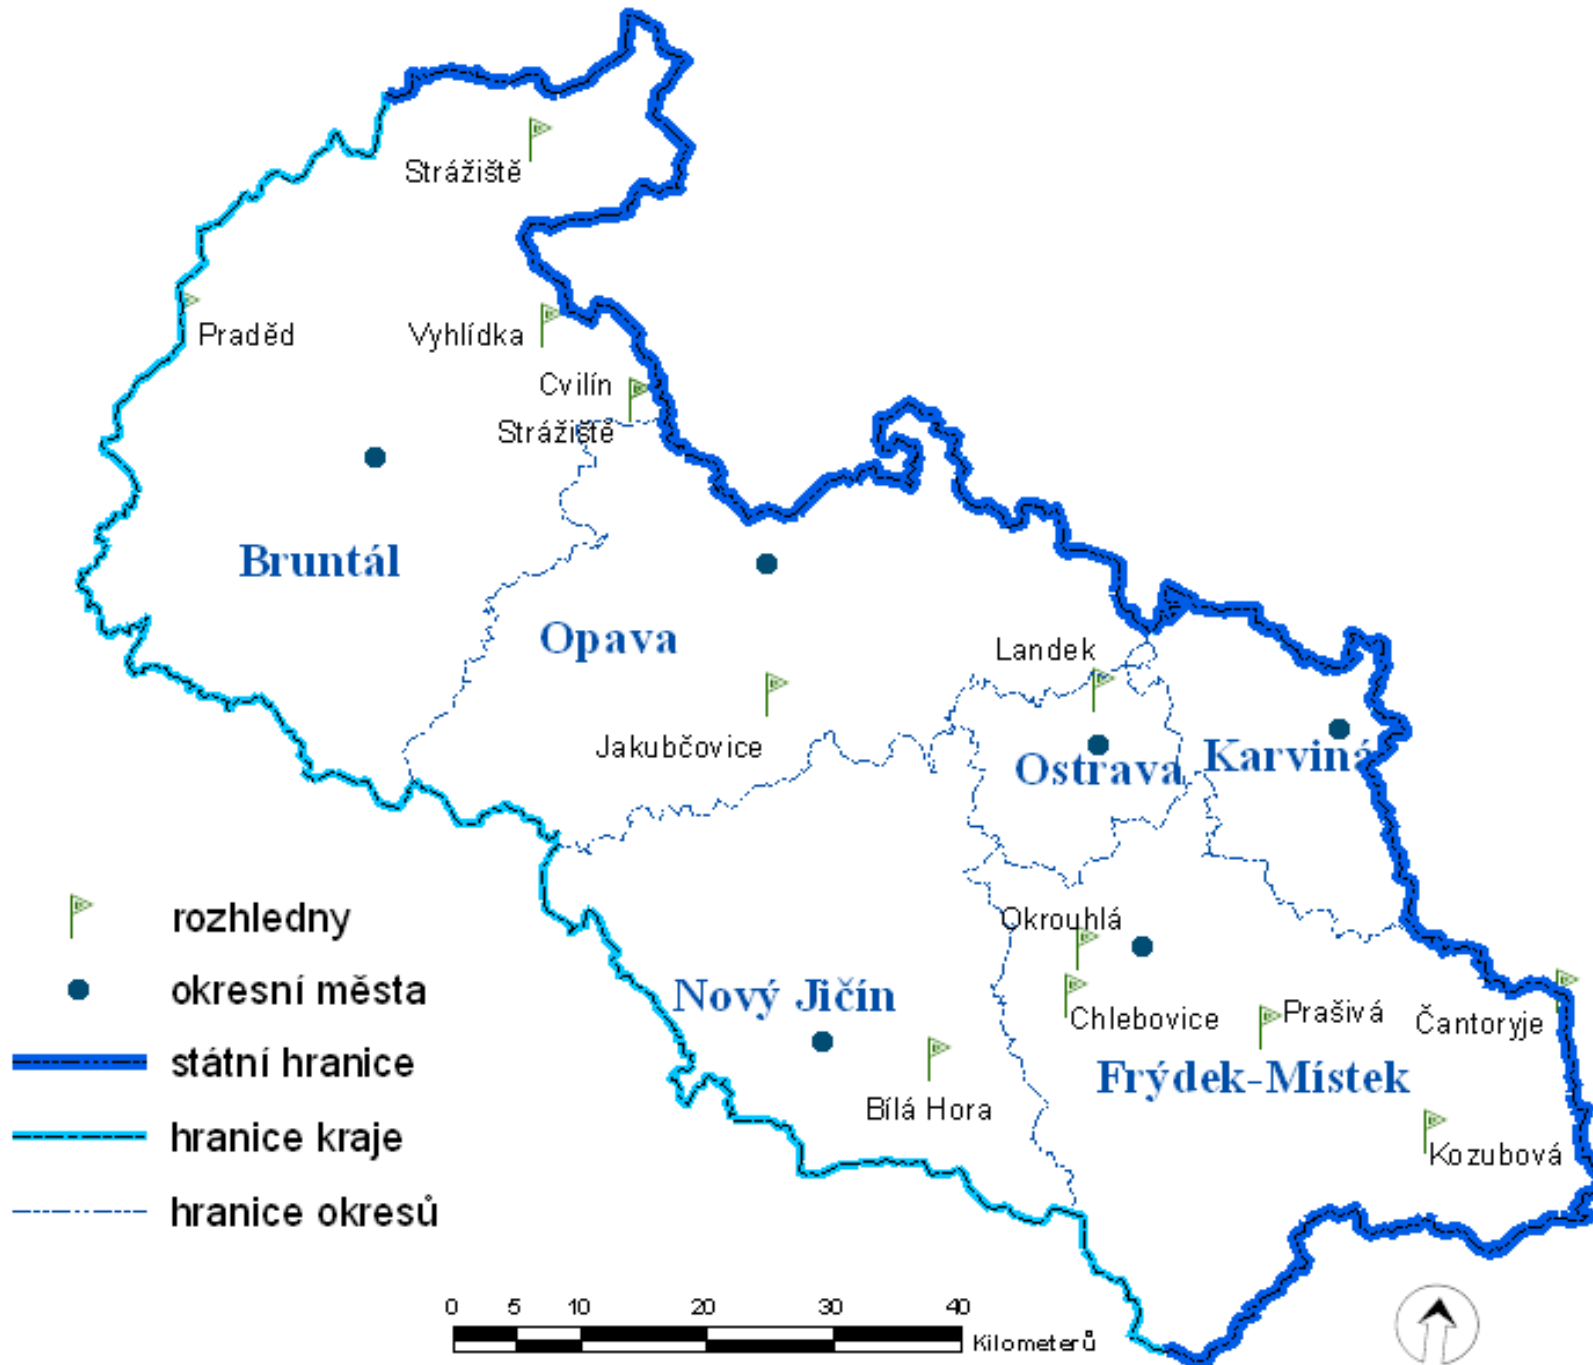 Strážiště
Praděd
Vyhlídka
Cvilín
Strážiště
Bruntál
Opava
Landek
Jakubčovice
Ostrava
Karviná
rozhledny
Okrouhlá
okresní města
Nový Jičín
Chlebovice
Prašivá
Čantoryje
státní hranice
Frýdek-Místek
Bílá Hora
hranice kraje
Kozubová
hranice okresů
0 5 10 20 30 40
Kilometerů